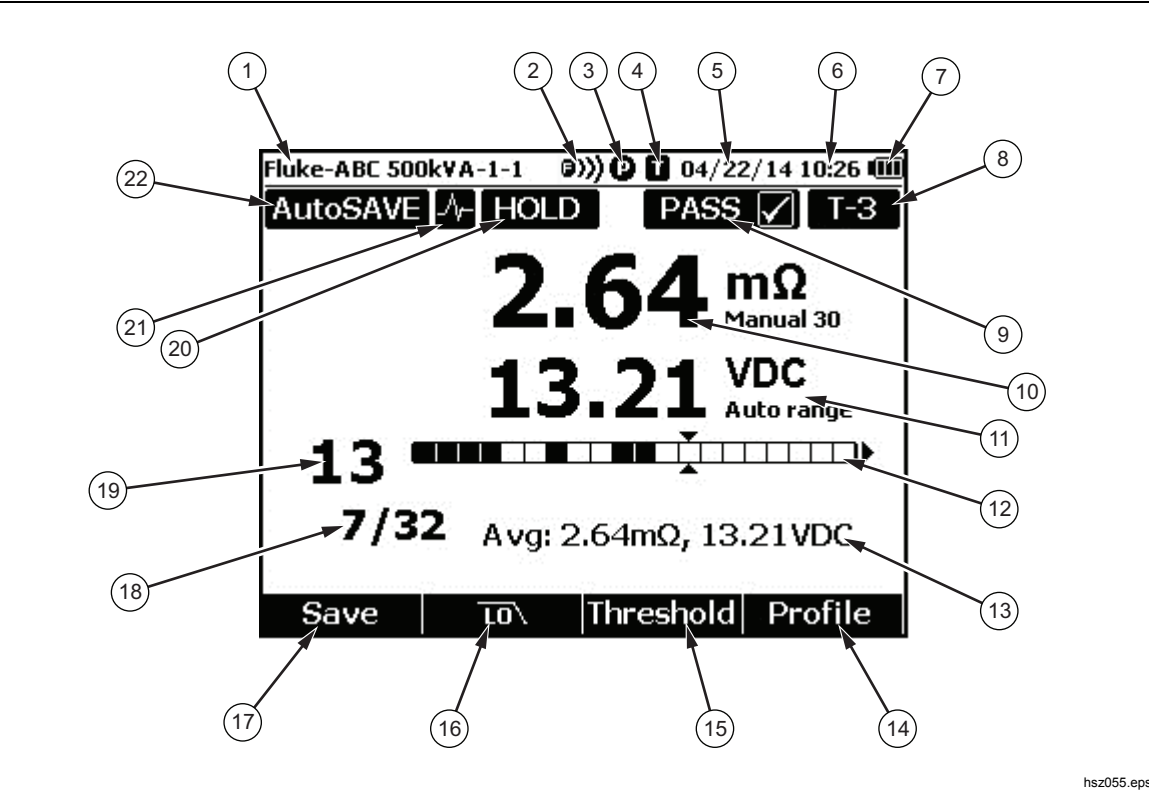 1 2 3 4 5 6 7
Fluke-ABC 500kVA-1-1 P T 04/22/14 10:26
22 8
AutoSAVE HOLD PASS T-3
2.64 mΩ
Manual 30
21 20 9
13.21 VDC
Auto range
10
11
13
19 12
7/32 Avg: 2.64mΩ, 13.21VDC
18 13
Save LO Threshold Profile
17 16 15 14
hsz055.eps